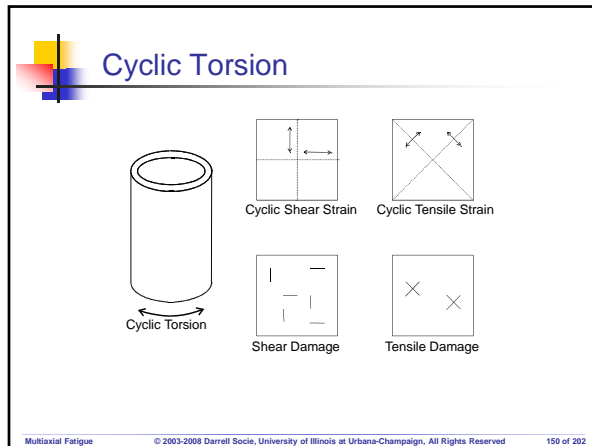 Cyclic Torsion
Cyclic Shear Strain
Cyclic Tensile Strain
Cyclic Torsion
Shear Damage
Tensile Damage
Multiaxial Fatigue
© 2003-2008 Darrell Socie, University of Illinois at Urbana-Champaign, All Rights Reserved
150 of 202